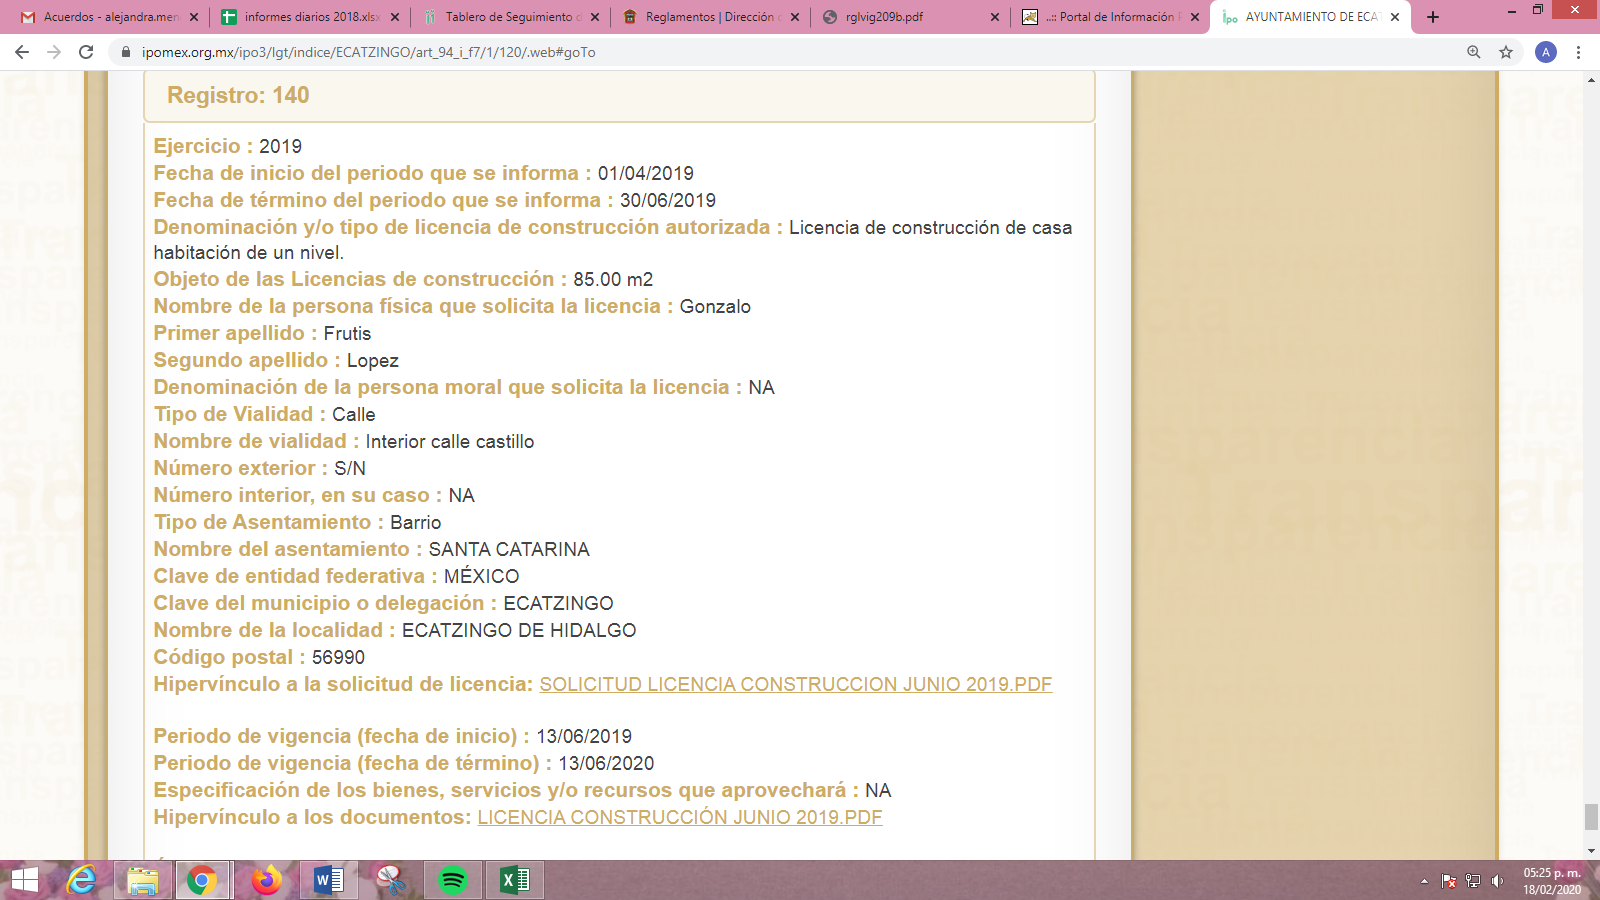 Acuerdos - alejandra.men
informes diarios 2018.xlsx
Tablero de Seguimiento d
Reglamentos | Dirección
rglvig209b.pdf
..:: Portal de Información
ipo AYUNTAMIENTO DE ECAT
ipomex.org.mx/ipo3/lgt/indice/ECATZINGO/art_94_i_f7/1/120/.web#goTo
A
Registro: 140
Ejercicio : 2019
Fecha de inicio del periodo que se informa : 01/04/2019
Fecha de término del periodo que se informa : 30/06/2019
Denominación y/o tipo de licencia de construcción autorizada : Licencia de construcción de casa
habitación de un nivel.
Objeto de las Licencias de construcción : 85.00 m2
Nombre de la persona física que solicita la licencia : Gonzalo
Primer apellido : Frutis
Segundo apellido : Lopez
Denominación de la persona moral que solicita la licencia : NA
Tipo de Vialidad : Calle
Nombre de vialidad : Interior calle castillo
Número exterior : S/N
Número interior, en su caso : NA
Tipo de Asentamiento : Barrio
Nombre del asentamiento : SANTA CATARINA
Clave de entidad federativa : MÉXICO
Clave del municipio o delegación : ECATZINGO
Nombre de la localidad : ECATZINGO DE HIDALGO
Código postal : 56990
Hipervínculo a la solicitud de licencia: SOLICITUD LICENCIA CONSTRUCCION JUNIO 2019.PDF
Periodo de vigencia (fecha de inicio) : 13/06/2019
Periodo de vigencia (fecha de término) : 13/06/2020
Especificación de los bienes, servicios y/o recursos que aprovechará : NA
Hipervínculo a los documentos: LICENCIA CONSTRUCCIÓN JUNIO 2019.PDF
05:25 p. m.
18/02/2020